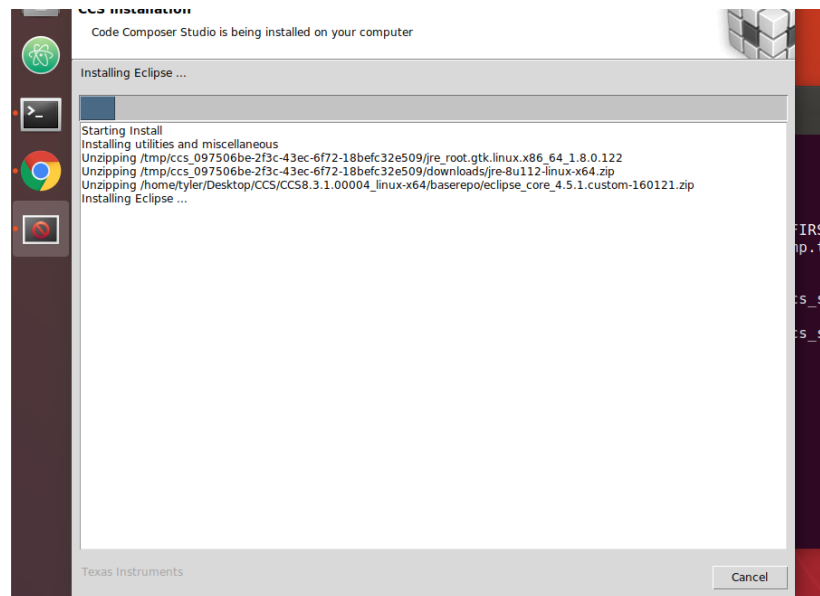 CCS Installation
Code Composer Studio is being installed on your computer
Installing Eclipse ...
Starting Install
Installing utilities and miscellaneous
Unzipping /tmp/ccs_097506be-2f3c-43ec-6f72-18befc32e509/jre_root.gtk.linux.x86_64_1.8.0.122
Unzipping /tmp/ccs_097506be-2f3c-43ec-6f72-18befc32e509/downloads/jre-8u112-linux-x64.zip
Unzipping /home/tyler/Desktop/CCS/CCS8.3.1.00004_linux-x64/baserepo/eclipse_core_4.5.1.custom-160121.zip
Installing Eclipse ...
Texas Instruments
Cancel